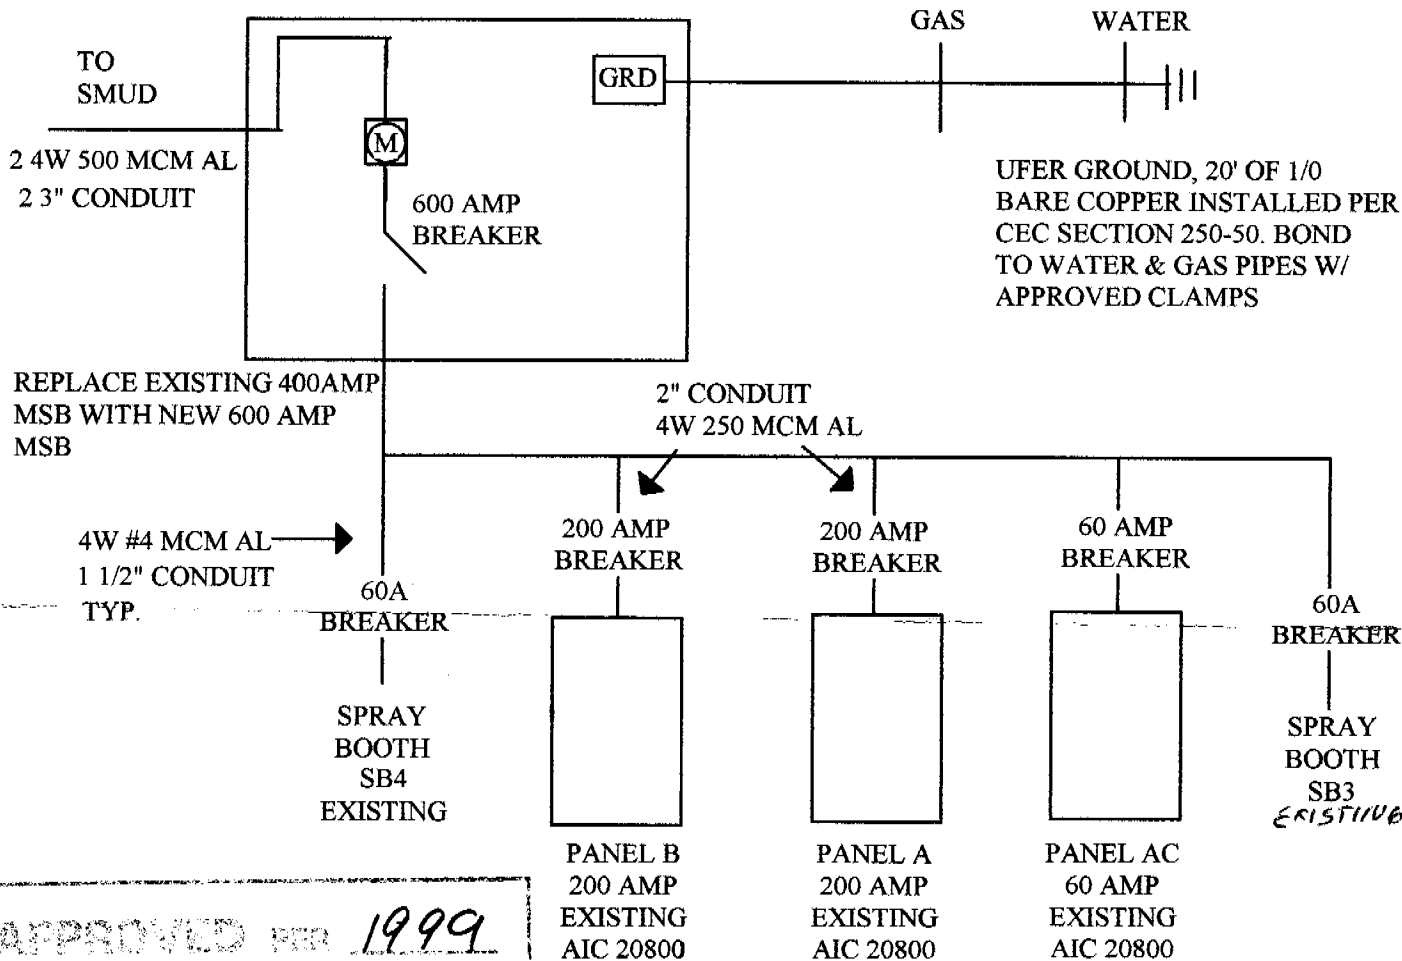 GAS
WATER
TO
SMUD
GRD
M
2 4W 500 MCM AL
2 3" CONDUIT
600 AMP
BREAKER
UFER GROUND, 20' OF 1/0
BARE COPPER INSTALLED PER
CEC SECTION 250-50. BOND
TO WATER & GAS PIPES W/
APPROVED CLAMPS
REPLACE EXISTING 400AMP
MSB WITH NEW 600 AMP
MSB
2" CONDUIT
4W 250 MCM AL
4W #4 MCM AL
1 1/2" CONDUIT
TYP.
60A
BREAKER
200 AMP
BREAKER
200 AMP
BREAKER
60 AMP
BREAKER
60A
BREAKER
SPRAY
BOOTH
SB4
EXISTING
SPRAY
BOOTH
SB3
EXISTING
PANEL B
200 AMP
EXISTING
AIC 20800
PANEL A
200 AMP
EXISTING
AIC 20800
PANEL AC
60 AMP
EXISTING
AIC 20800
APPROVED PER 1999